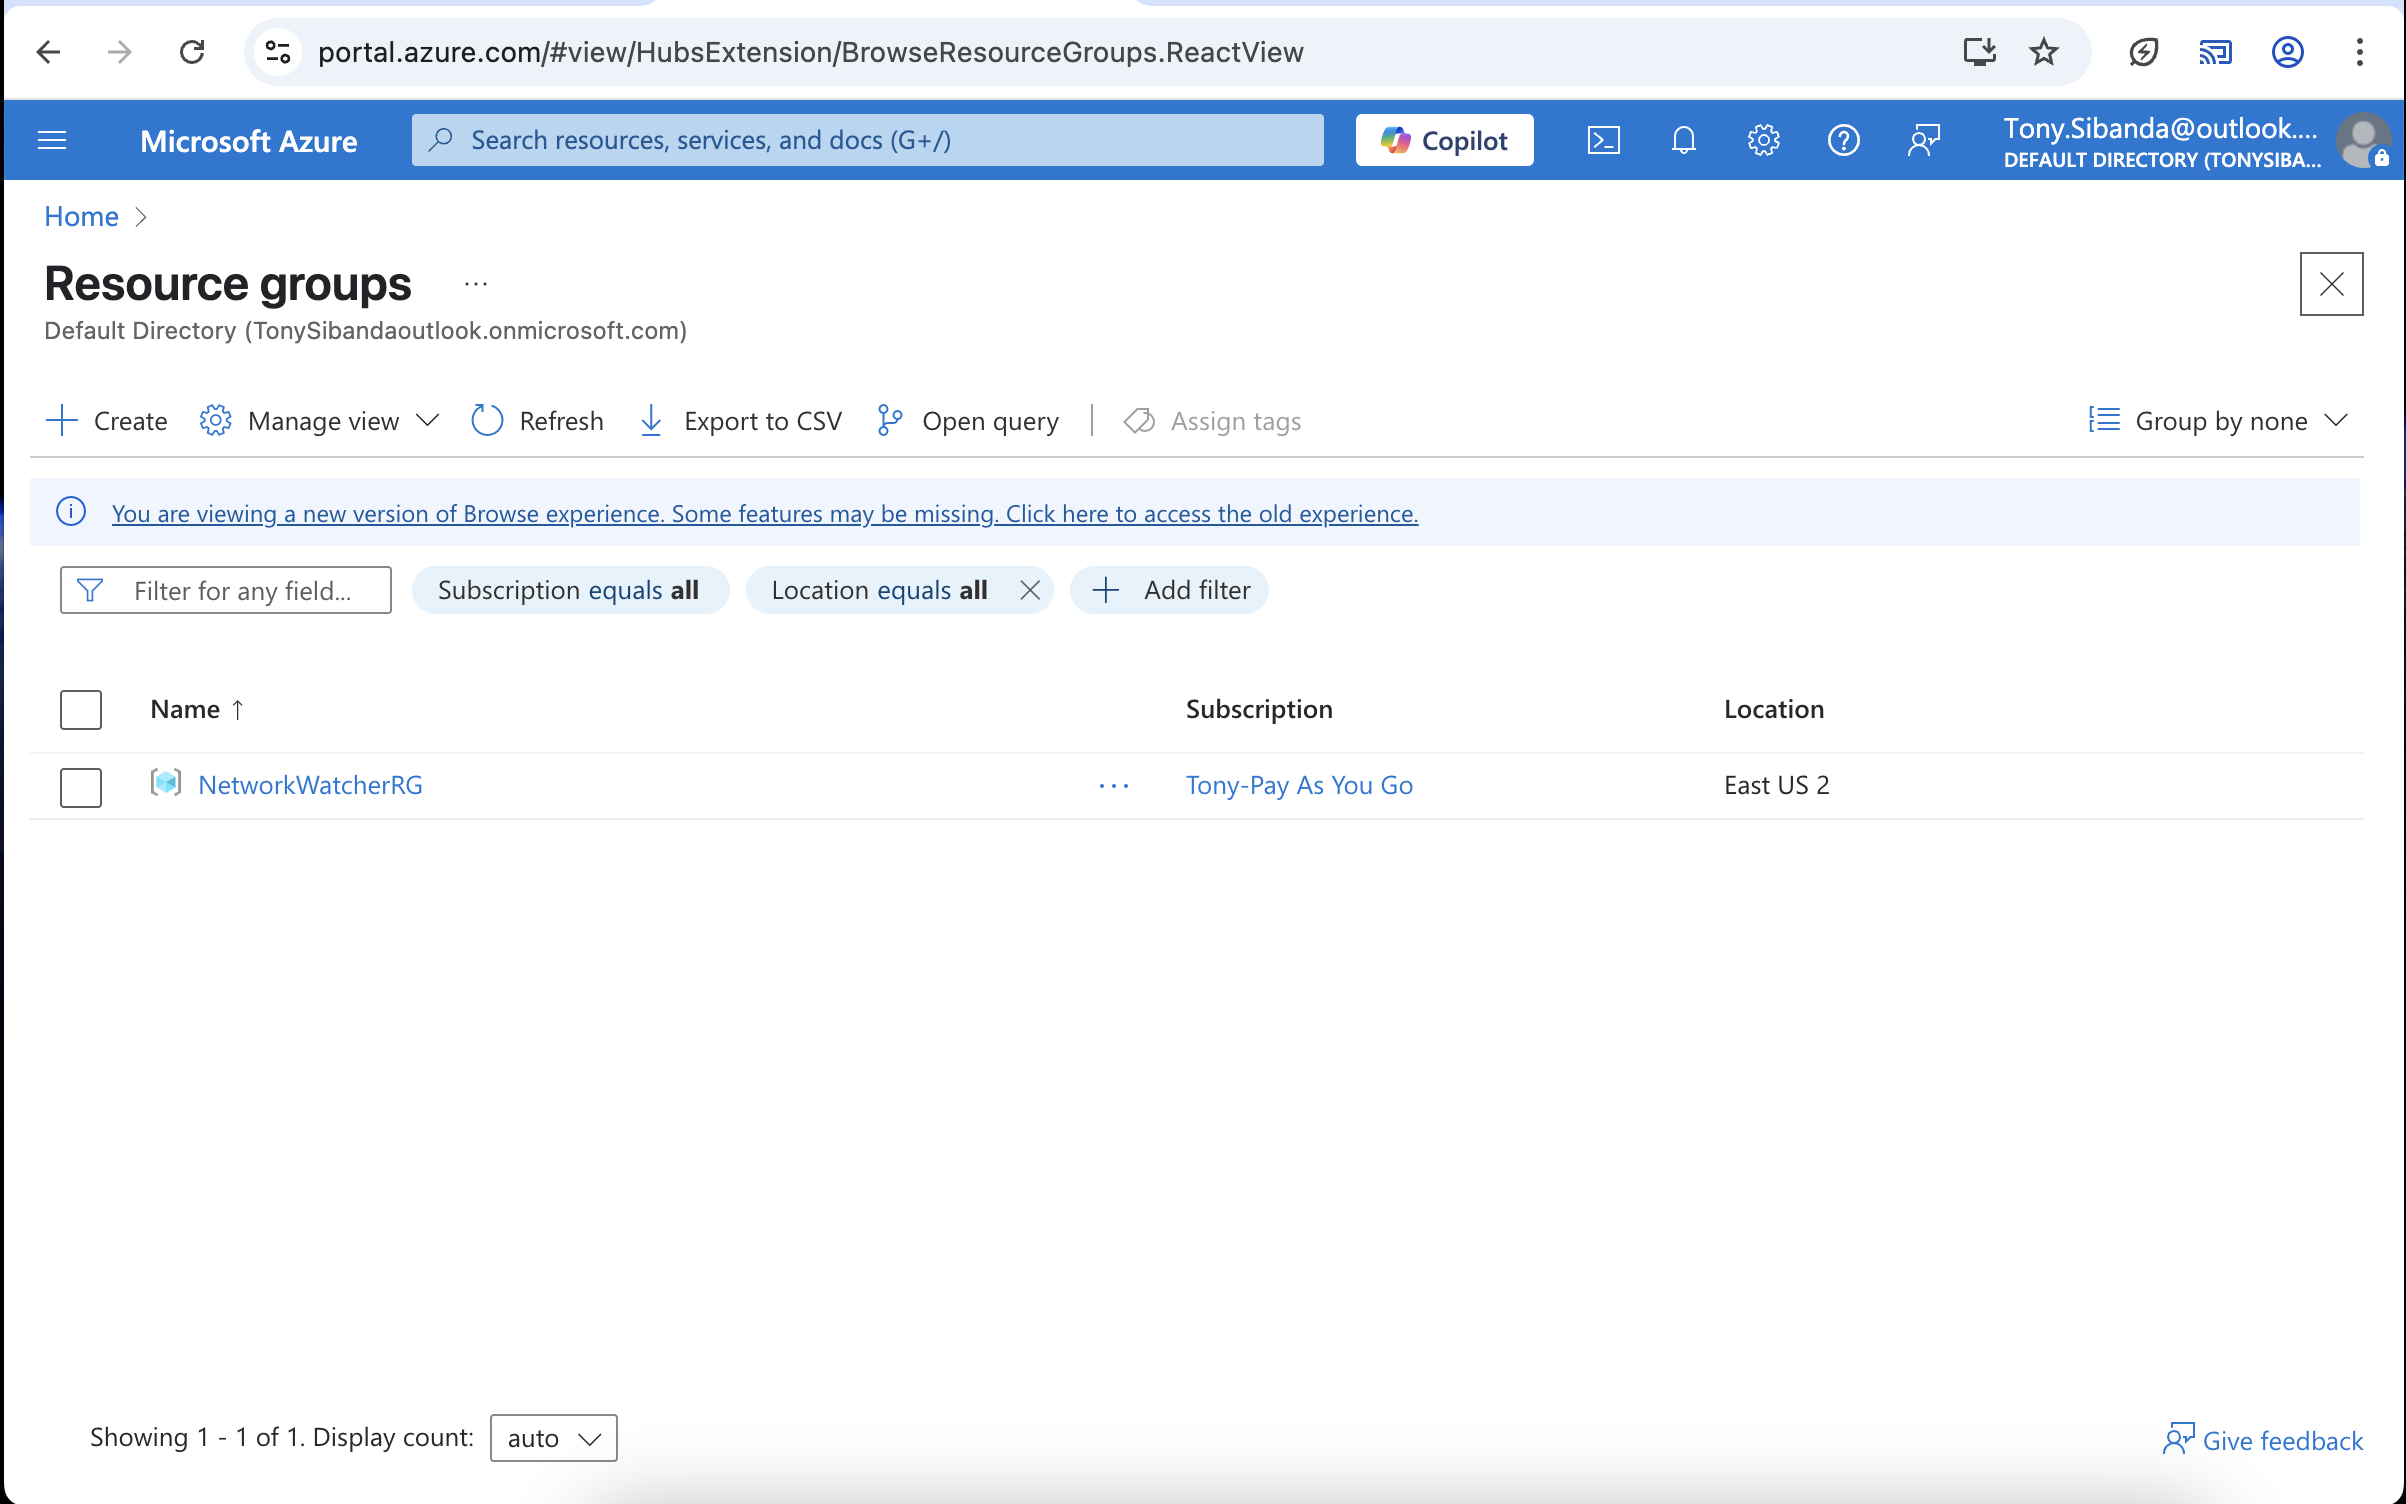 portal.azure.com/#view/HubsExtension/BrowseResourceGroups.ReactView
Microsoft Azure
Search resources, services, and docs (G+/)
Copilot
Tony.Sibanda@outlook....
DEFAULT DIRECTORY (TONYSIBA...
Home
Resource groups ...
Default Directory (TonySibandaoutlook.onmicrosoft.com)
Create
Manage view
Refresh
Export to CSV
Open query
Assign tags
Group by none
You are viewing a new version of Browse experience. Some features may be missing. Click here to access the old experience.
Filter for any field...
Subscription equals all
Location equals all
Add filter
Name ↑
Subscription
Location
NetworkWatcherRG
...
Tony-Pay As You Go
East US 2
Showing 1 - 1 of 1. Display count:
auto
Give feedback